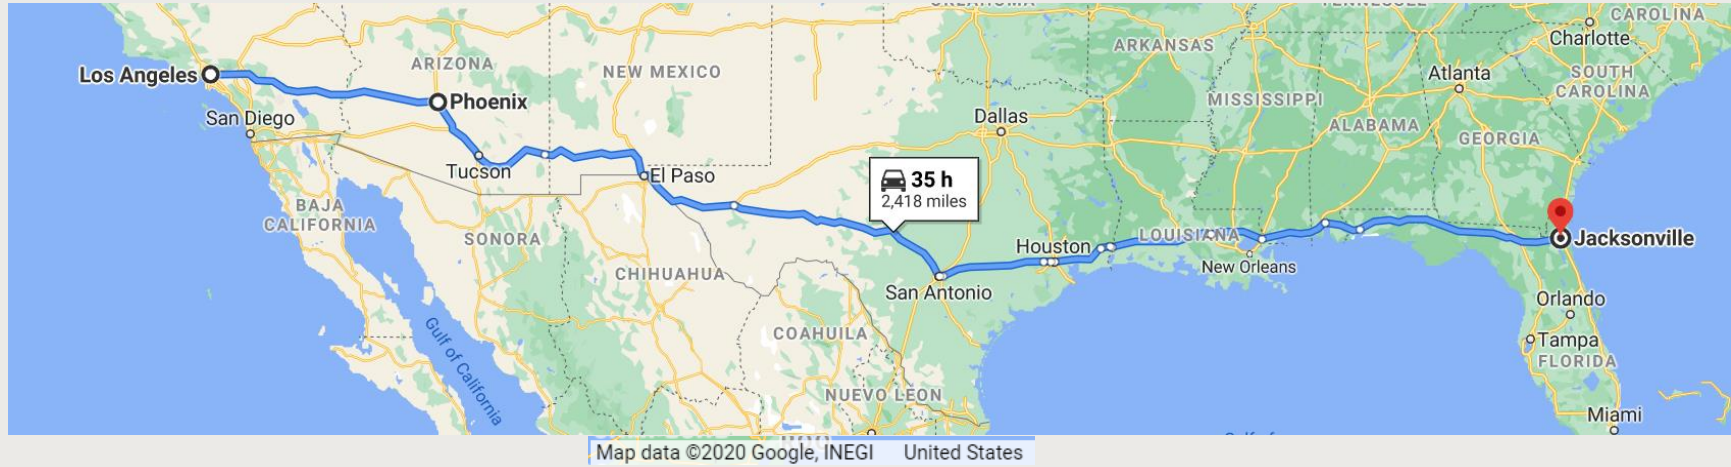 OKLAHOMA
TENNESSEE
CAROLINA
Charlotte
ARKANSAS
Los Angeles
ARIZONA
NEW MEXICO
Atlanta
SOUTH
CAROLINA
Phoenix
MISSISSIPPI
San Diego
Dallas
ALABAMA
GEORGIA
Tucson
El Paso
35 h
2,418 miles
BAJA
CALIFORNIA
SONORA
Houston
LOUISIANA
Jacksonville
CHIHUAHUA
New Orleans
San Antonio
Orlando
Gulf of California
COAHUILA
Tampa
FLORIDA
NUEVO LEON
Miami
Map data ©2020 Google, INEGI United States